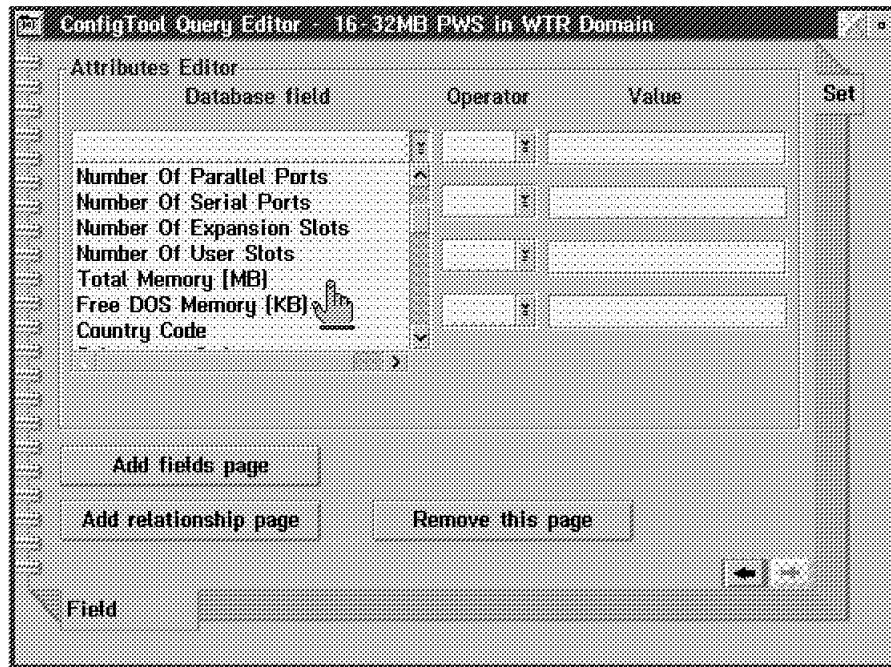 ConfigTool Query Editor - 16-32MB PWS in WTR Domain
Attributes Editor
Database field Operator Value
Set
Number Of Parallel Ports
Number Of Serial Ports
Number Of Expansion Slots
Number Of User Slots
Total Memory (MB)
Free DOS Memory (KB)
Country Code
Add fields page
Add relationship page Remove this page
Field